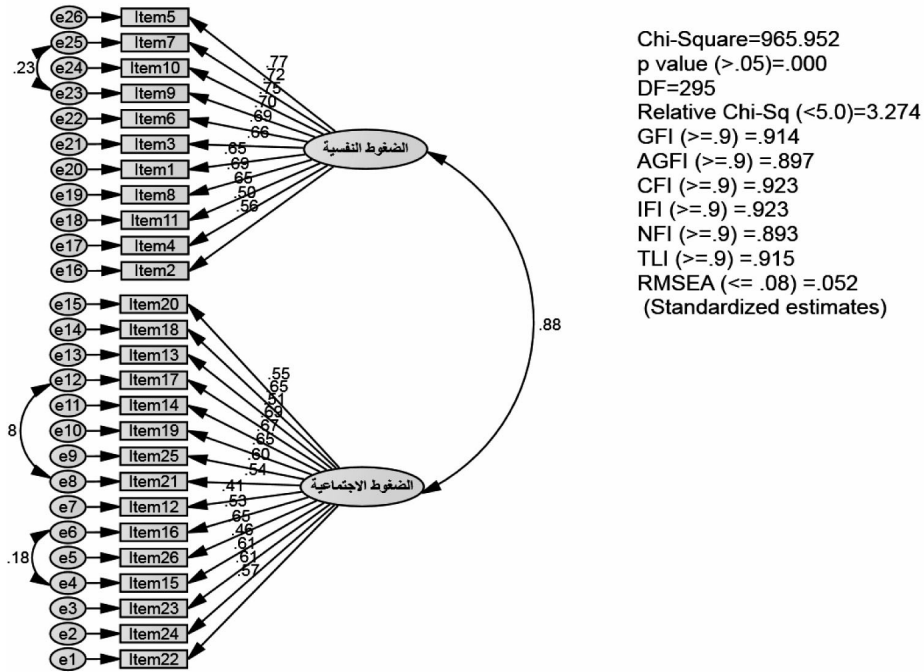 e26 Item5
e25 Item7
e24 Item10
e23 Item9
e22 Item6
e21 Item3
e20 Item1
e19 Item8
e18 Item11
e17 Item4
e16 Item2
.23
.77
.72
.75
.70
.69
.66
.65
.69
.65
.50
.56
الضغوط النفسية
e15 Item20
e14 Item18
e13 Item13
e12 Item17
e11 Item14
e10 Item19
e9 Item25
e8 Item21
e7 Item12
e6 Item16
e5 Item26
e4 Item15
e3 Item23
e2 Item24
e1 Item22
8
.18
.55
.65
.51
.69
.67
.65
.60
.54
.41
.53
.65
.46
.61
.61
.57
الضغوط الاجتماعية
.88
Chi-Square=965.952
p value (>.05)=.000
DF=295
Relative Chi-Sq (<5.0)=3.274
GFI (>=.9) =.914
AGFI (>=.9) =.897
CFI (>=.9) =.923
IFI (>=.9) =.923
NFI (>=.9) =.893
TLI (>=.9) =.915
RMSEA (<= .08) =.052
(Standardized estimates)